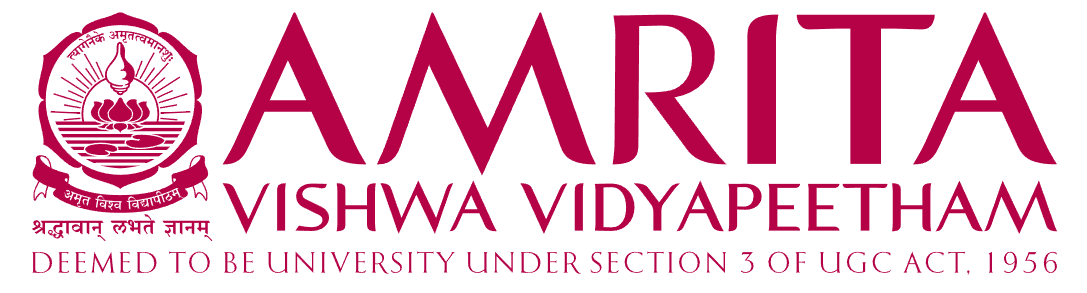 त्यागेनैके अमृतत्वमानशुः
अमृत विश्व विद्यापीठम्
श्रद्धावान् लभते ज्ञानम्
AMRITA
VISHWA VIDYAPEETHAM
DEEMED TO BE UNIVERSITY UNDER SECTION 3 OF UGC ACT, 1956